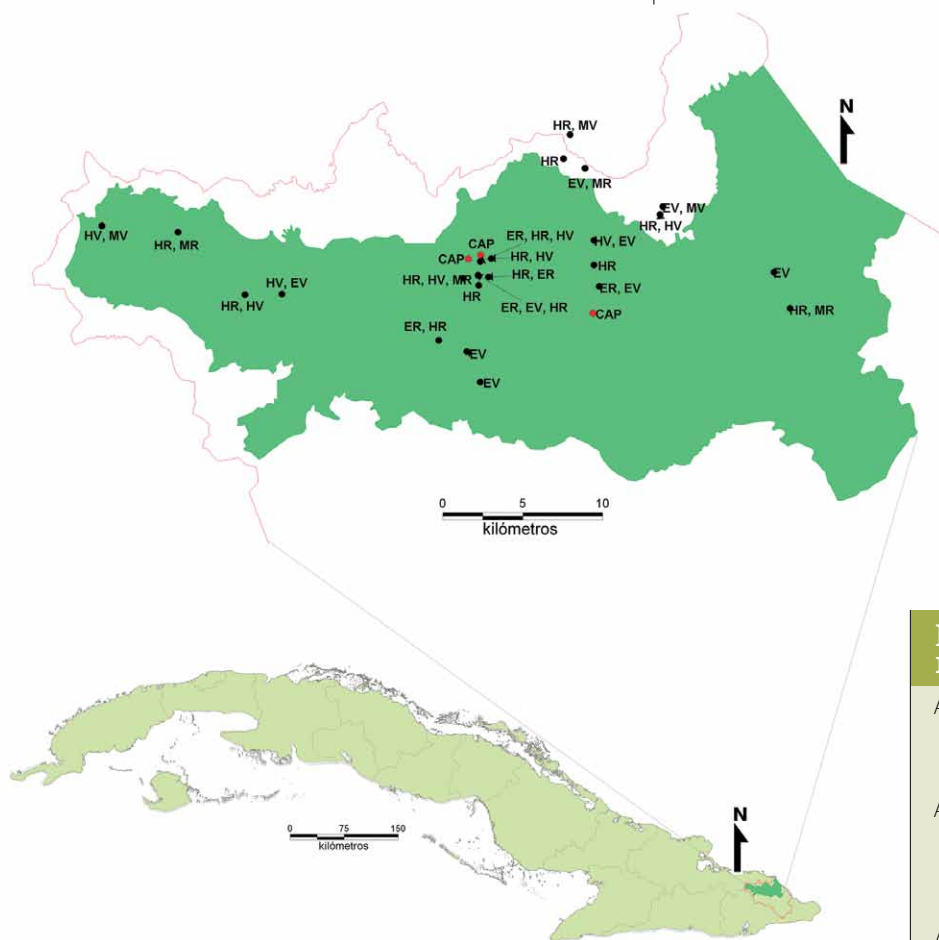 N
HR, MV
HR
EV, MR
EV, MV
HR, HV
HV, MV
HR, MR
ER, HR, HV
CAP
CAP
HR, HV
HV, EV
HR, HV, MR
HR, ER
HR
EV
HR, HV
HV, EV
HR
ER, EV
ER, EV, HR
HR, MR
CAP
ER, HR
EV
EV
0 5 10
kilómetros
N
0 75 150
kilómetros
A
A